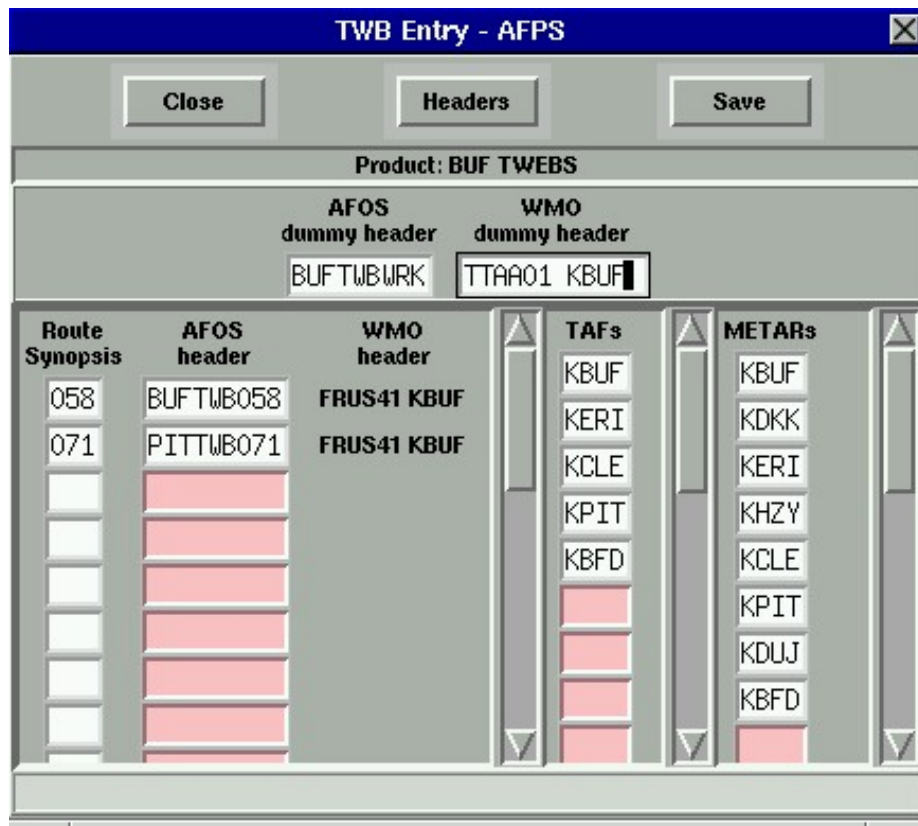 TWB Entry - AFPS
Close Headers Save
Product: BUF TWEBS
AFOS dummy header
WMO dummy header
BUFTWBWRK TTAA01 KBUF
Route Synopsis
AFOS header
WMO header
058 BUFTWB058 FRUS41 KBUF
071 PITTWB071 FRUS41 KBUF
TAFs
KBUF
KERI
KCLE
KPIT
KBFD
METARs
KBUF
KDKK
KERI
KHZY
KCLE
KPIT
KDUJ
KBFD